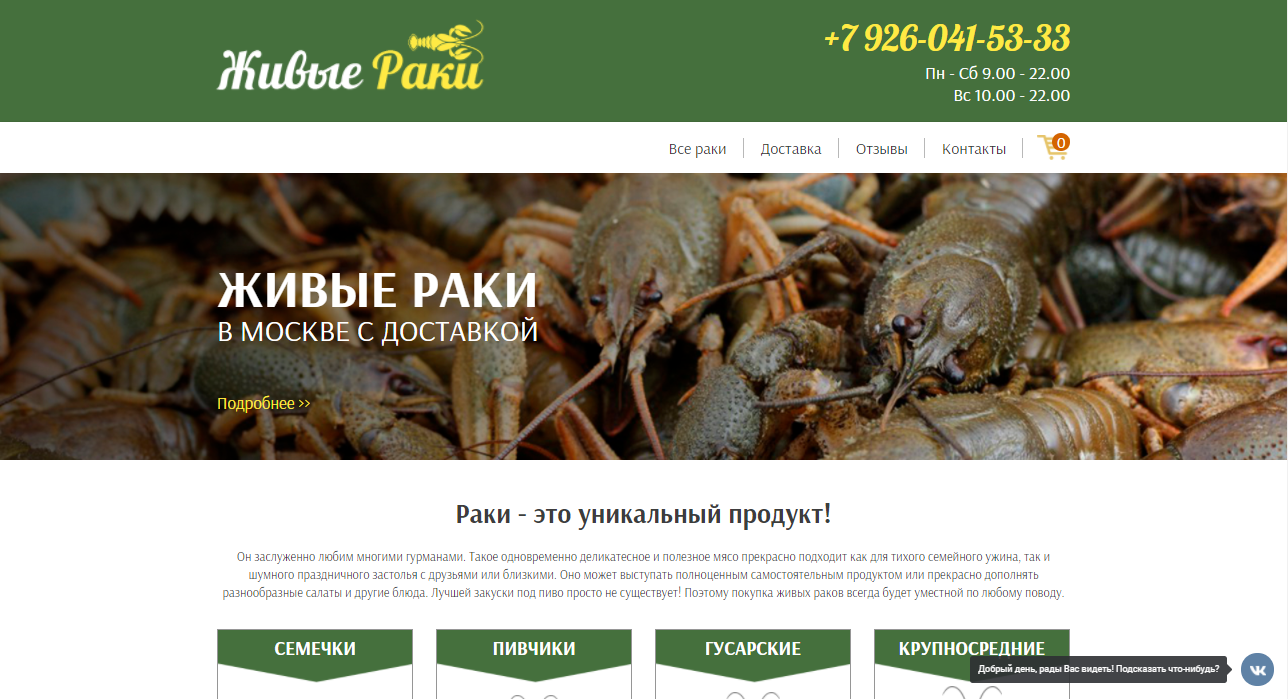 Живые Раки
+7 926-041-53-33
Пн - Сб 9.00 - 22.00
Вс 10.00 - 22.00
Все раки
Доставка
Отзывы
Контакты
0
ЖИВЫЕ РАКИ
В МОСКВЕ С ДОСТАВКОЙ
Подробнее >>
Раки - это уникальный продукт!
Он заслуженно любим многими гурманами. Такое одновременно деликатесное и полезное мясо прекрасно подходит как для тихого семейного ужина, так и
шумного праздничного застолья с друзьями или близкими. Оно может выступать полноценным самостоятельным продуктом или прекрасно дополнять
разнообразные салаты и другие блюда. Лучшей закуски под пиво просто не существует! Поэтому покупка живых раков всегда будет уместной по любому поводу.
СЕМЕЧКИ
ПИВЧИКИ
ГУСАРСКИЕ
КРУПНОСРЕДНИЕ
Добрый день, рады Вас видеть! Подсказать что-нибудь?